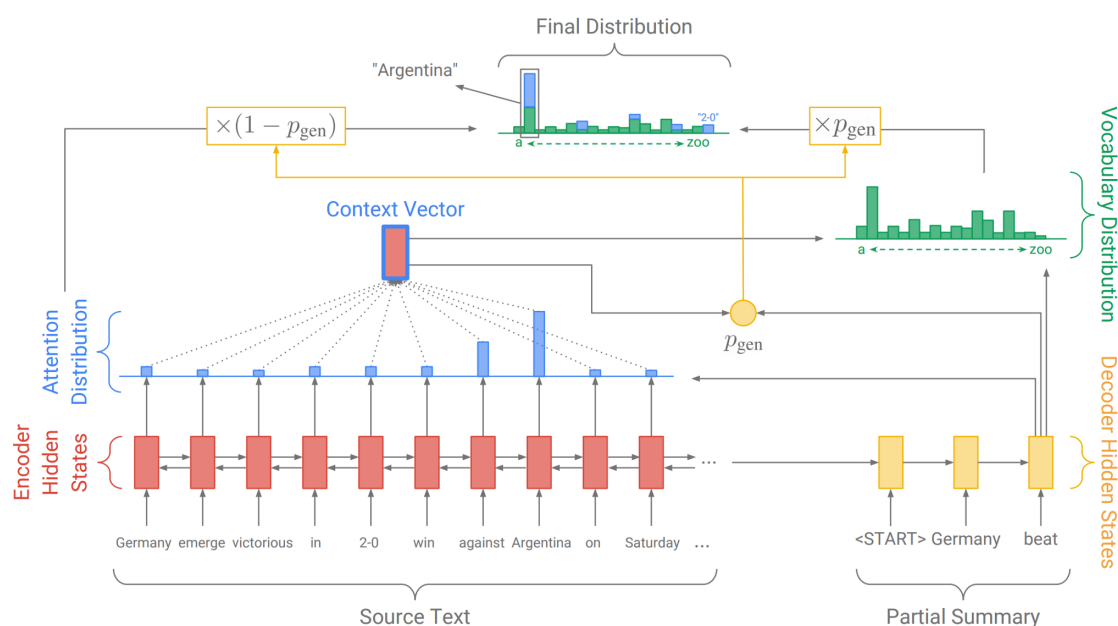 Final Distribution
"Argentina"
×(1 − p_gen)
"2-0"
×p_gen
a
zoo
Context Vector
Vocabulary Distribution
a
zoo
Attention
Distribution
p_gen
Encoder
Hidden
States
...
Decoder Hidden States
Germany emerge victorious in 2-0 win against Argentina on Saturday ...
<START> Germany beat
Source Text
Partial Summary